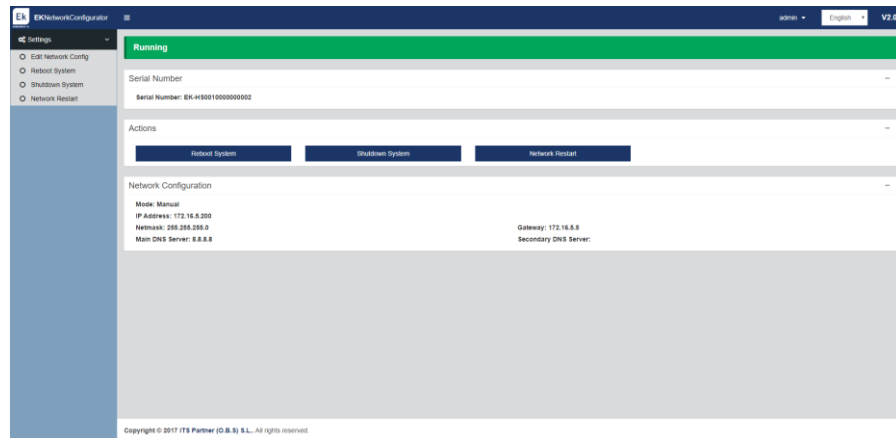 Ek EKNetworkConfigurator admin English V2.0
Settings
Edit Network Config
Reboot System
Shutdown System
Network Restart
Running
Serial Number
Serial Number: EK-HS0010000000002
Actions
Reboot System Shutdown System Network Restart
Network Configuration
Mode: Manual
IP Address: 172.16.5.200
Netmask: 255.255.255.0 Gateway: 172.16.5.5
Main DNS Server: 8.8.8.8 Secondary DNS Server:
Copyright © 2017 ITS Partner (O.B.S) S.L.. All rights reserved.